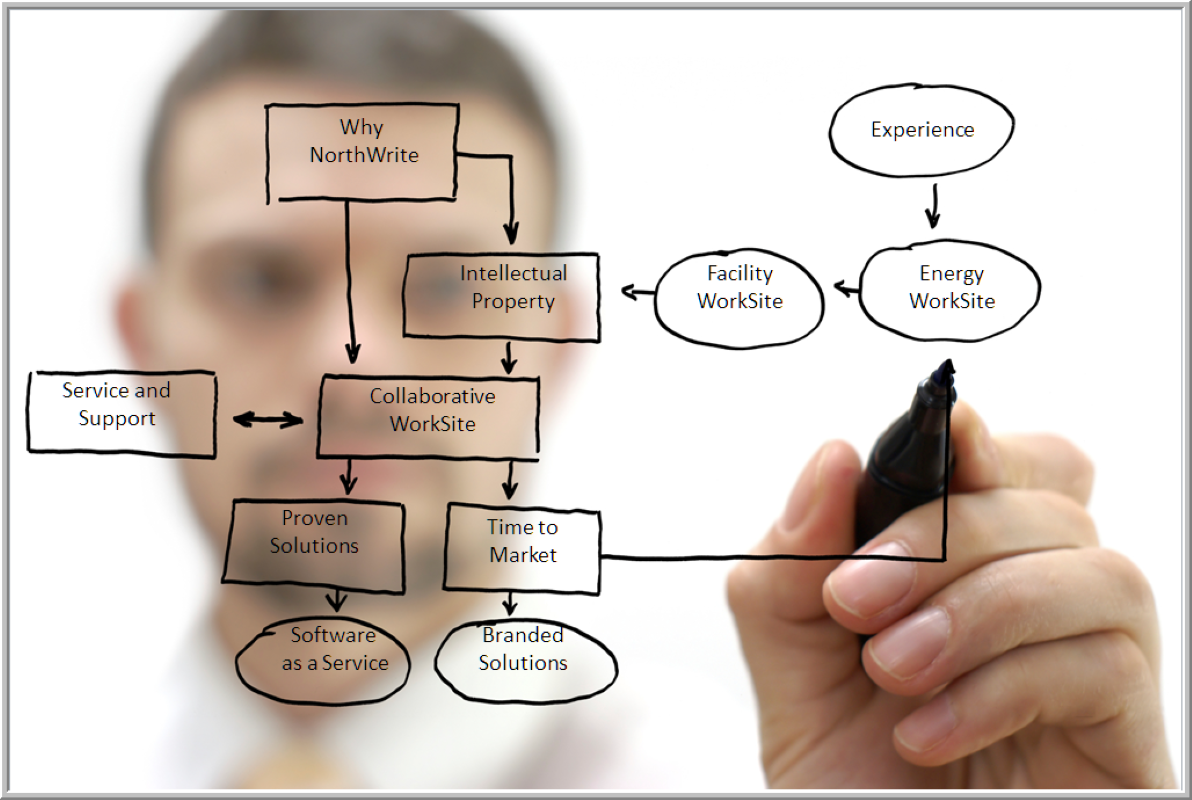 Why
NorthWrite
Experience
Intellectual
Property
Facility
WorkSite
Energy
WorkSite
Service and
Support
Collaborative
WorkSite
Proven
Solutions
Time to
Market
Software
as a Service
Branded
Solutions